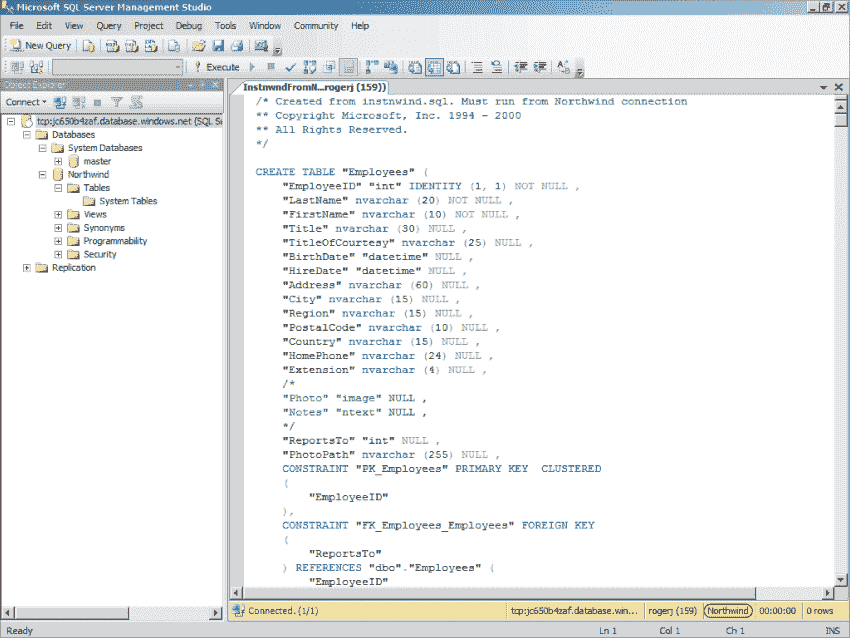 Microsoft SQL Server Management Studio
File Edit View Query Project Debug Tools Window Community Help
New Query
Execute
Object Explorer
InstnwndFromN...rogerj (159))
Connect
tcp:jc650b4zaf.database.windows.net (SQL S
Databases
System Databases
master
Northwind
Tables
System Tables
Views
Synonyms
Programmability
Security
Replication
/* Created from instnwind.sql. Must run from Northwind connection
** Copyright Microsoft, Inc. 1994 - 2000
** All Rights Reserved.
*/
CREATE TABLE "Employees" (
"EmployeeID" "int" IDENTITY (1, 1) NOT NULL ,
"LastName" nvarchar (20) NOT NULL ,
"FirstName" nvarchar (10) NOT NULL ,
"Title" nvarchar (30) NULL ,
"TitleOfCourtesy" nvarchar (25) NULL ,
"BirthDate" "datetime" NULL ,
"HireDate" "datetime" NULL ,
"Address" nvarchar (60) NULL ,
"City" nvarchar (15) NULL ,
"Region" nvarchar (15) NULL ,
"PostalCode" nvarchar (10) NULL ,
"Country" nvarchar (15) NULL ,
"HomePhone" nvarchar (24) NULL ,
"Extension" nvarchar (4) NULL ,
/*
"Photo" "image" NULL ,
"Notes" "ntext" NULL ,
*/
"ReportsTo" "int" NULL ,
"PhotoPath" nvarchar (255) NULL ,
CONSTRAINT "PK_Employees" PRIMARY KEY CLUSTERED
(
"EmployeeID"
),
CONSTRAINT "FK_Employees_Employees" FOREIGN KEY
(
"ReportsTo"
) REFERENCES "dbo"."Employees" (
"EmployeeID"
Connected. (1/1)
tcp:jc650b4zaf.database.win... rogerj (159) Northwind 00:00:00 0 rows
Ready Ln 1 Col 1 Ch 1 INS